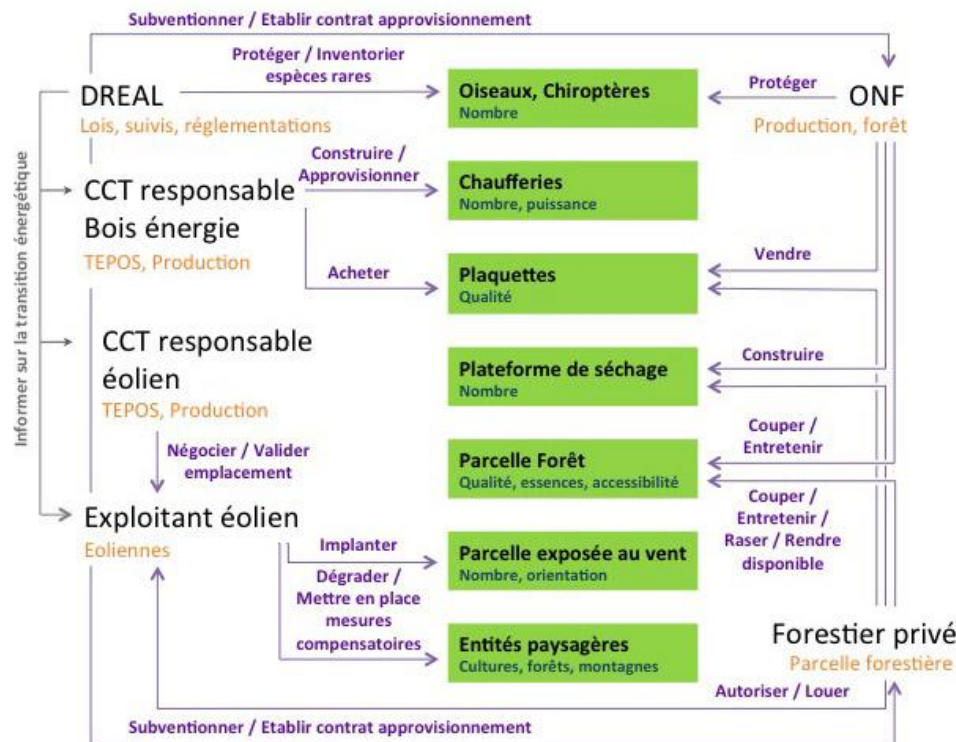 Subventionner / Etablir contrat approvisionnement
Protéger / Inventorier
espèces rares
DREAL
Lois, suivis, réglementations
Oiseaux, Chiroptères
Nombre
Protéger
ONF
Production, forêt
Informer sur la transition énergétique
Construire /
Approvisionner
CCT responsable
Bois énergie
TEPOS, Production
Chaufferies
Nombre, puissance
Acheter
Plaquettes
Qualité
Vendre
CCT responsable
éolien
TEPOS, Production
Plateforme de séchage
Nombre
Construire
Négocier / Valider
emplacement
Parcelle Forêt
Qualité, essences, accessibilité
Couper /
Entretenir
Couper /
Entretenir /
Raser / Rendre
disponible
Exploitant éolien
Eoliennes
Implanter
Parcelle exposée au vent
Nombre, orientation
Dégrader /
Mettre en place
mesures
compensatoires
Entités paysagères
Cultures, forêts, montagnes
Forestier privé
Parcelle forestière
Autoriser / Louer
Subventionner / Etablir contrat approvisionnement